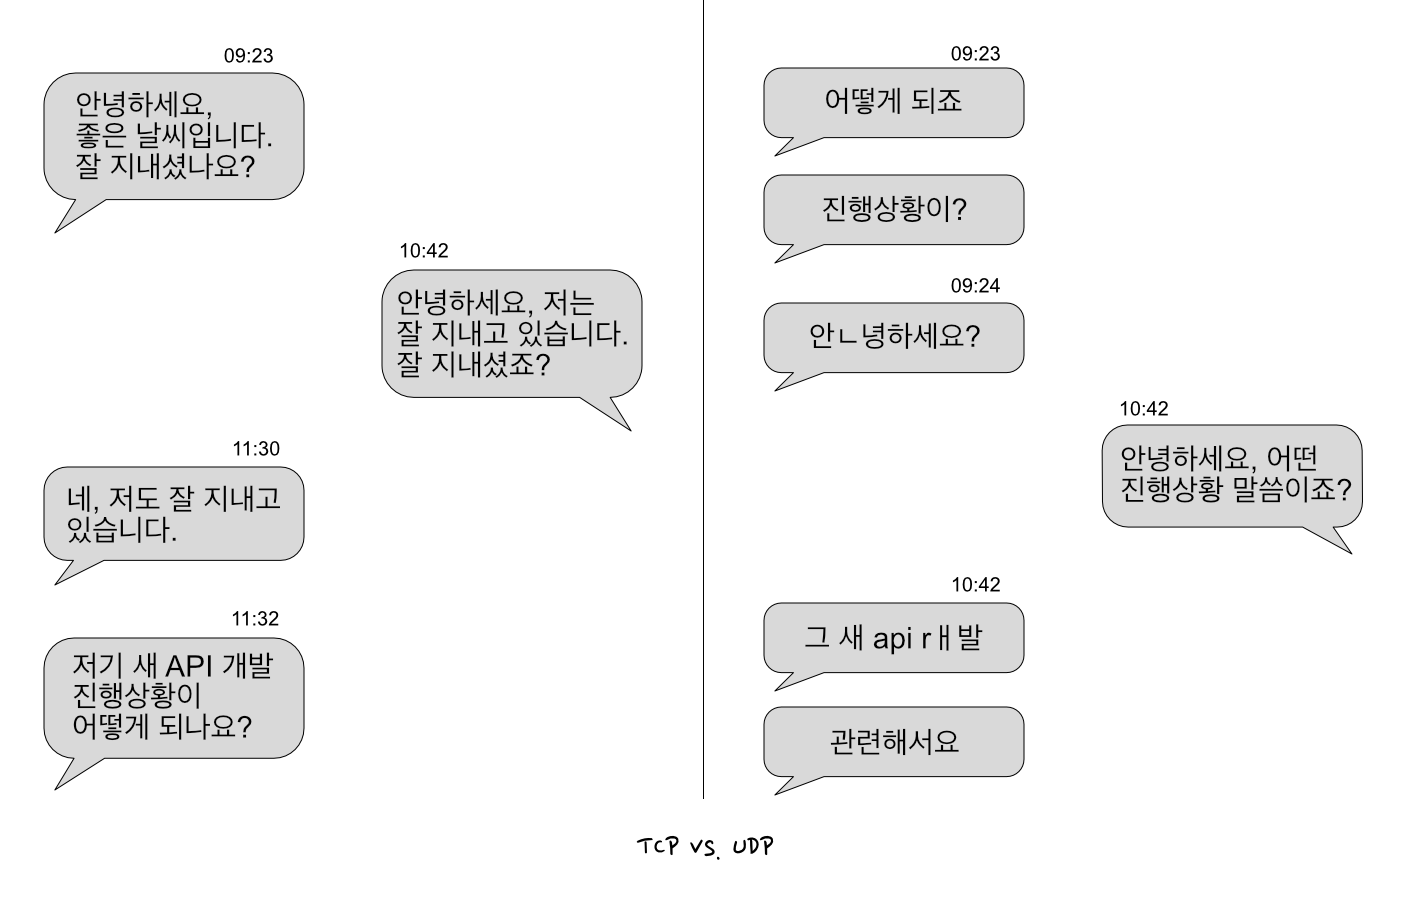 09:23
안녕하세요,
좋은 날씨입니다.
잘 지내셨나요?
10:42
안녕하세요, 저는
잘 지내고 있습니다.
잘 지내셨죠?
11:30
네, 저도 잘 지내고
있습니다.
11:32
저기 새 API 개발
진행상황이
어떻게 되나요?
09:23
어떻게 되죠
진행상황이?
09:24
안ㄴ녕하세요?
10:42
안녕하세요, 어떤
진행상황 말씀이죠?
10:42
그 새 api rㅐ발
관련해서요
TCP vs. UDP